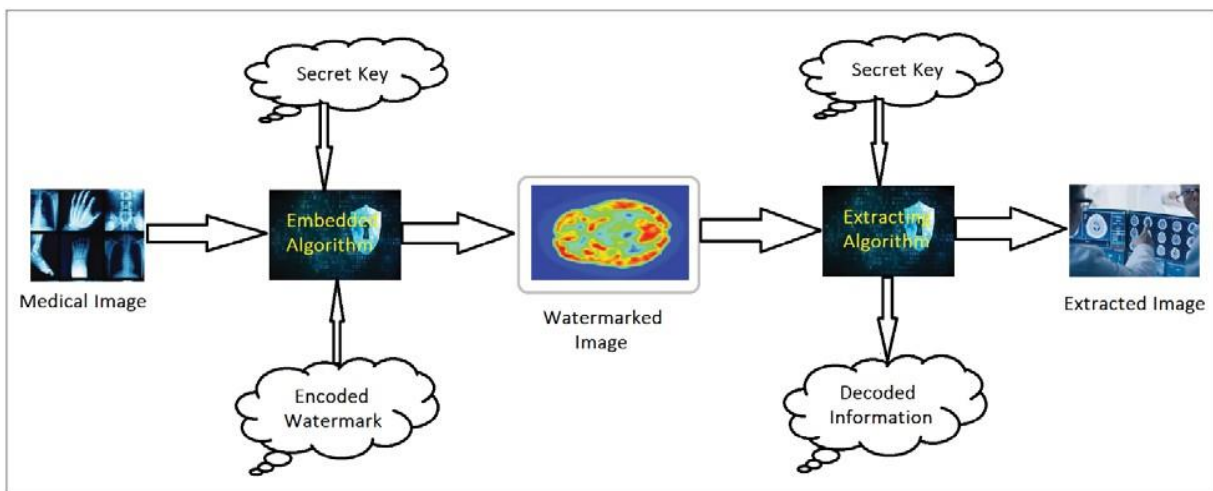 Secret Key
Secret Key
Embedded
Algorithm
Extracting
Algorithm
Medical Image
Watermarked
Image
Extracted Image
Encoded
Watermark
Decoded
Information